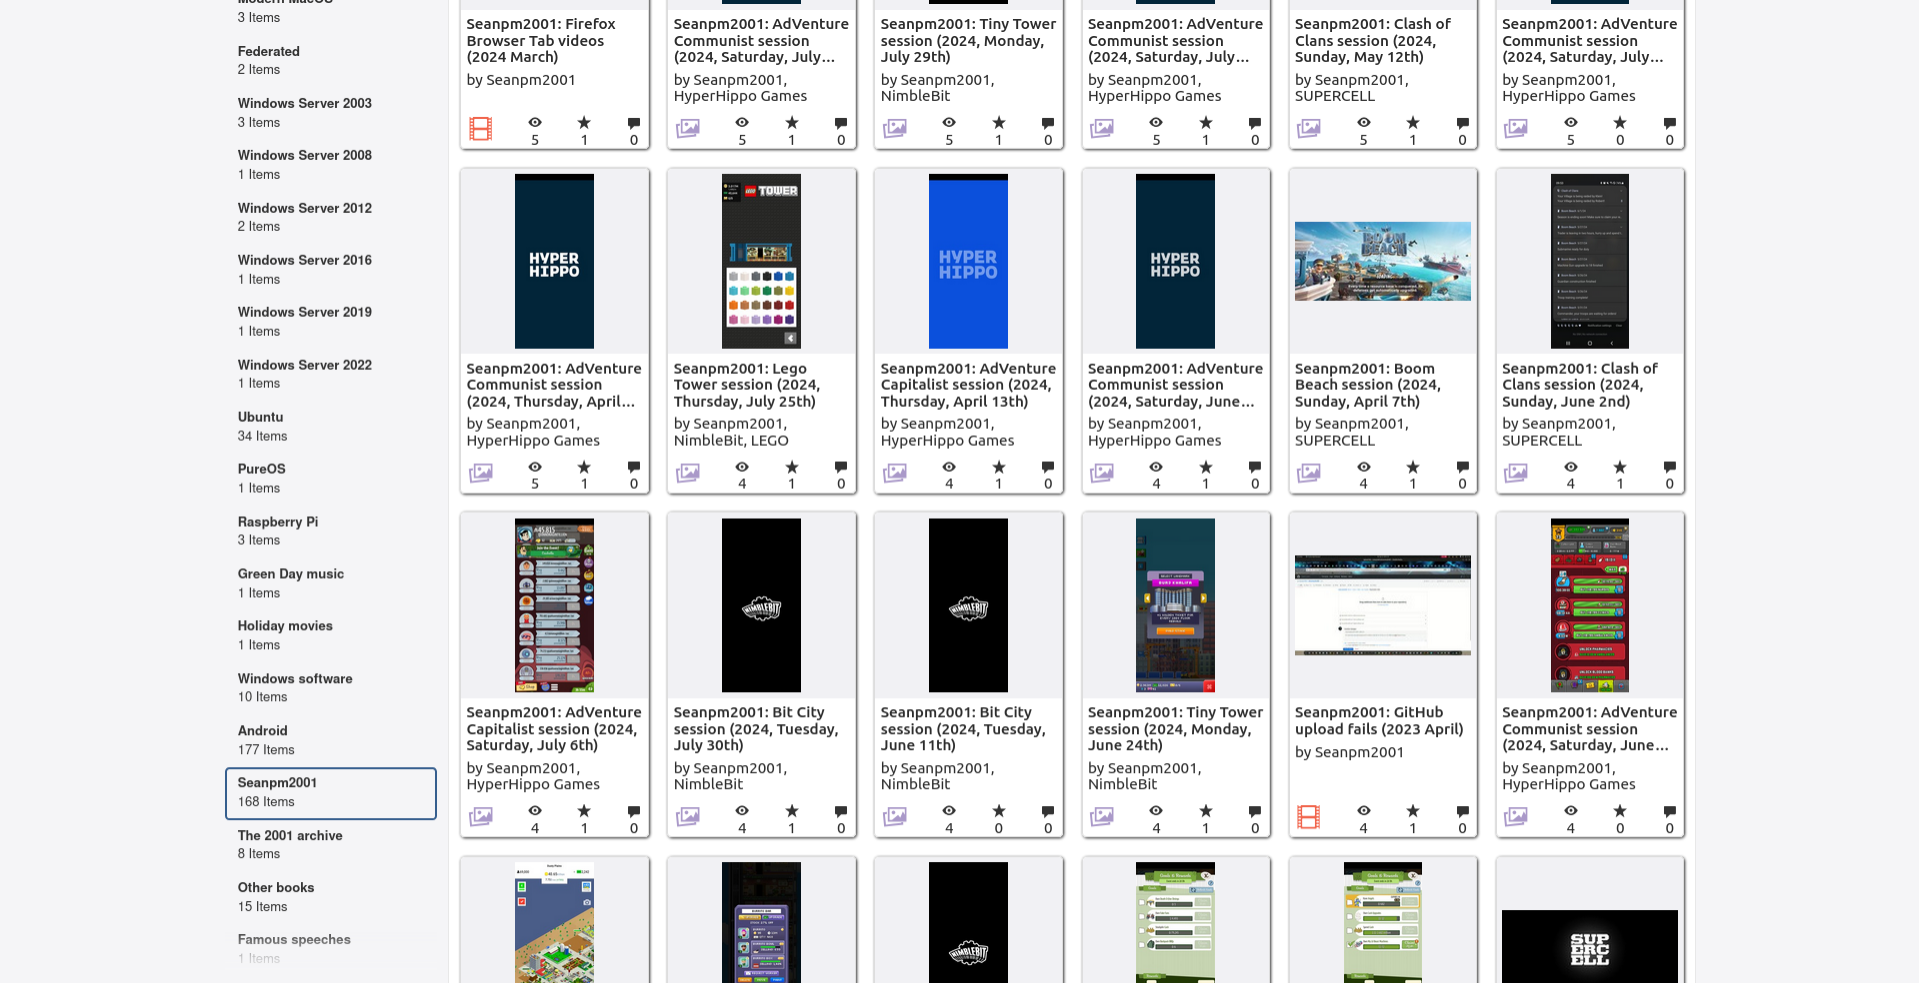 Modern MacOS
3 Items
Federated
2 Items
Windows Server 2003
3 Items
Windows Server 2008
1 Items
Windows Server 2012
2 Items
Windows Server 2016
1 Items
Windows Server 2019
1 Items
Windows Server 2022
1 Items
Ubuntu
34 Items
PureOS
1 Items
Raspberry Pi
3 Items
Green Day music
1 Items
Holiday movies
1 Items
Windows software
10 Items
Android
177 Items
Seanpm2001
168 Items
The 2001 archive
8 Items
Other books
15 Items
Famous speeches
1 Items
Seanpm2001: Firefox
Browser Tab videos
(2024 March)
by Seanpm2001
5 1 0
Seanpm2001: AdVenture
Communist session
(2024, Saturday, July...
by Seanpm2001,
HyperHippo Games
5 1 0
Seanpm2001: Tiny Tower
session (2024, Monday,
July 29th)
by Seanpm2001,
NimbleBit
5 1 0
Seanpm2001: AdVenture
Communist session
(2024, Saturday, July...
by Seanpm2001,
HyperHippo Games
5 1 0
Seanpm2001: Clash of
Clans session (2024,
Sunday, May 12th)
by Seanpm2001,
SUPERCELL
5 1 0
Seanpm2001: AdVenture
Communist session
(2024, Saturday, July...
by Seanpm2001,
HyperHippo Games
5 0 0
HYPER
HIPPO
Seanpm2001: AdVenture
Communist session
(2024, Thursday, April...
by Seanpm2001,
HyperHippo Games
5 1 0
LEGO TOWER
Seanpm2001: Lego
Tower session (2024,
Thursday, July 25th)
by Seanpm2001,
NimbleBit, LEGO
4 1 0
HYPER
HIPPO
Seanpm2001: AdVenture
Capitalist session (2024,
Thursday, April 13th)
by Seanpm2001,
HyperHippo Games
4 1 0
HYPER
HIPPO
Seanpm2001: AdVenture
Communist session
(2024, Saturday, June...
by Seanpm2001,
HyperHippo Games
4 1 0
BOOM
BEACH
Seanpm2001: Boom
Beach session (2024,
Sunday, April 7th)
by Seanpm2001,
SUPERCELL
4 1 0
Seanpm2001: Clash of
Clans session (2024,
Sunday, June 2nd)
by Seanpm2001,
SUPERCELL
4 1 0
Seanpm2001: AdVenture
Capitalist session (2024,
Saturday, July 6th)
by Seanpm2001,
HyperHippo Games
4 1 0
NIMBLEBIT
Seanpm2001: Bit City
session (2024, Tuesday,
July 30th)
by Seanpm2001,
NimbleBit
4 1 0
NIMBLEBIT
Seanpm2001: Bit City
session (2024, Tuesday,
June 11th)
by Seanpm2001,
NimbleBit
4 0 0
Seanpm2001: Tiny Tower
session (2024, Monday,
June 24th)
by Seanpm2001,
NimbleBit
4 1 0
Seanpm2001: GitHub
upload fails (2023 April)
by Seanpm2001
4 1 0
Seanpm2001: AdVenture
Communist session
(2024, Saturday, June...
by Seanpm2001,
HyperHippo Games
4 0 0
NIMBLEBIT
SUP
ERC
ELL